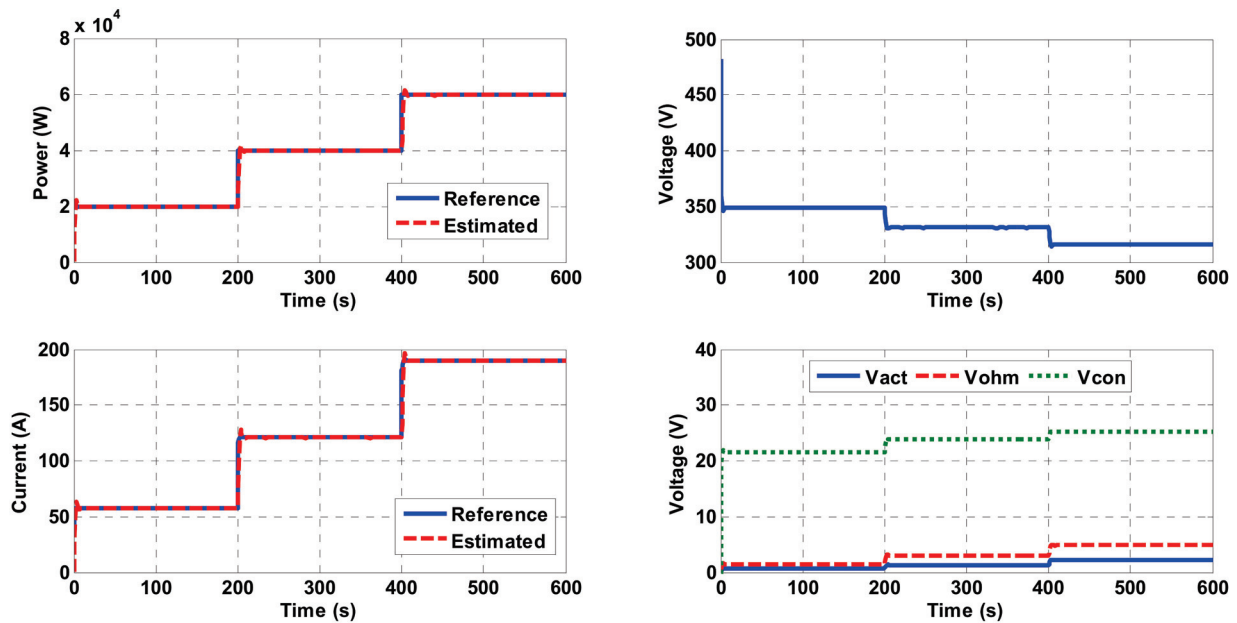 x 10⁴
Power (W)
8
6
4
2
0
Reference
Estimated
0 100 200 300 400 500 600
Time (s)
Voltage (V)
500
450
400
350
300
0 100 200 300 400 500 600
Time (s)
Current (A)
200
150
100
50
0
Reference
Estimated
0 100 200 300 400 500 600
Time (s)
Voltage (V)
40
30
20
10
0
Vact Vohm Vcon
0 100 200 300 400 500 600
Time (s)